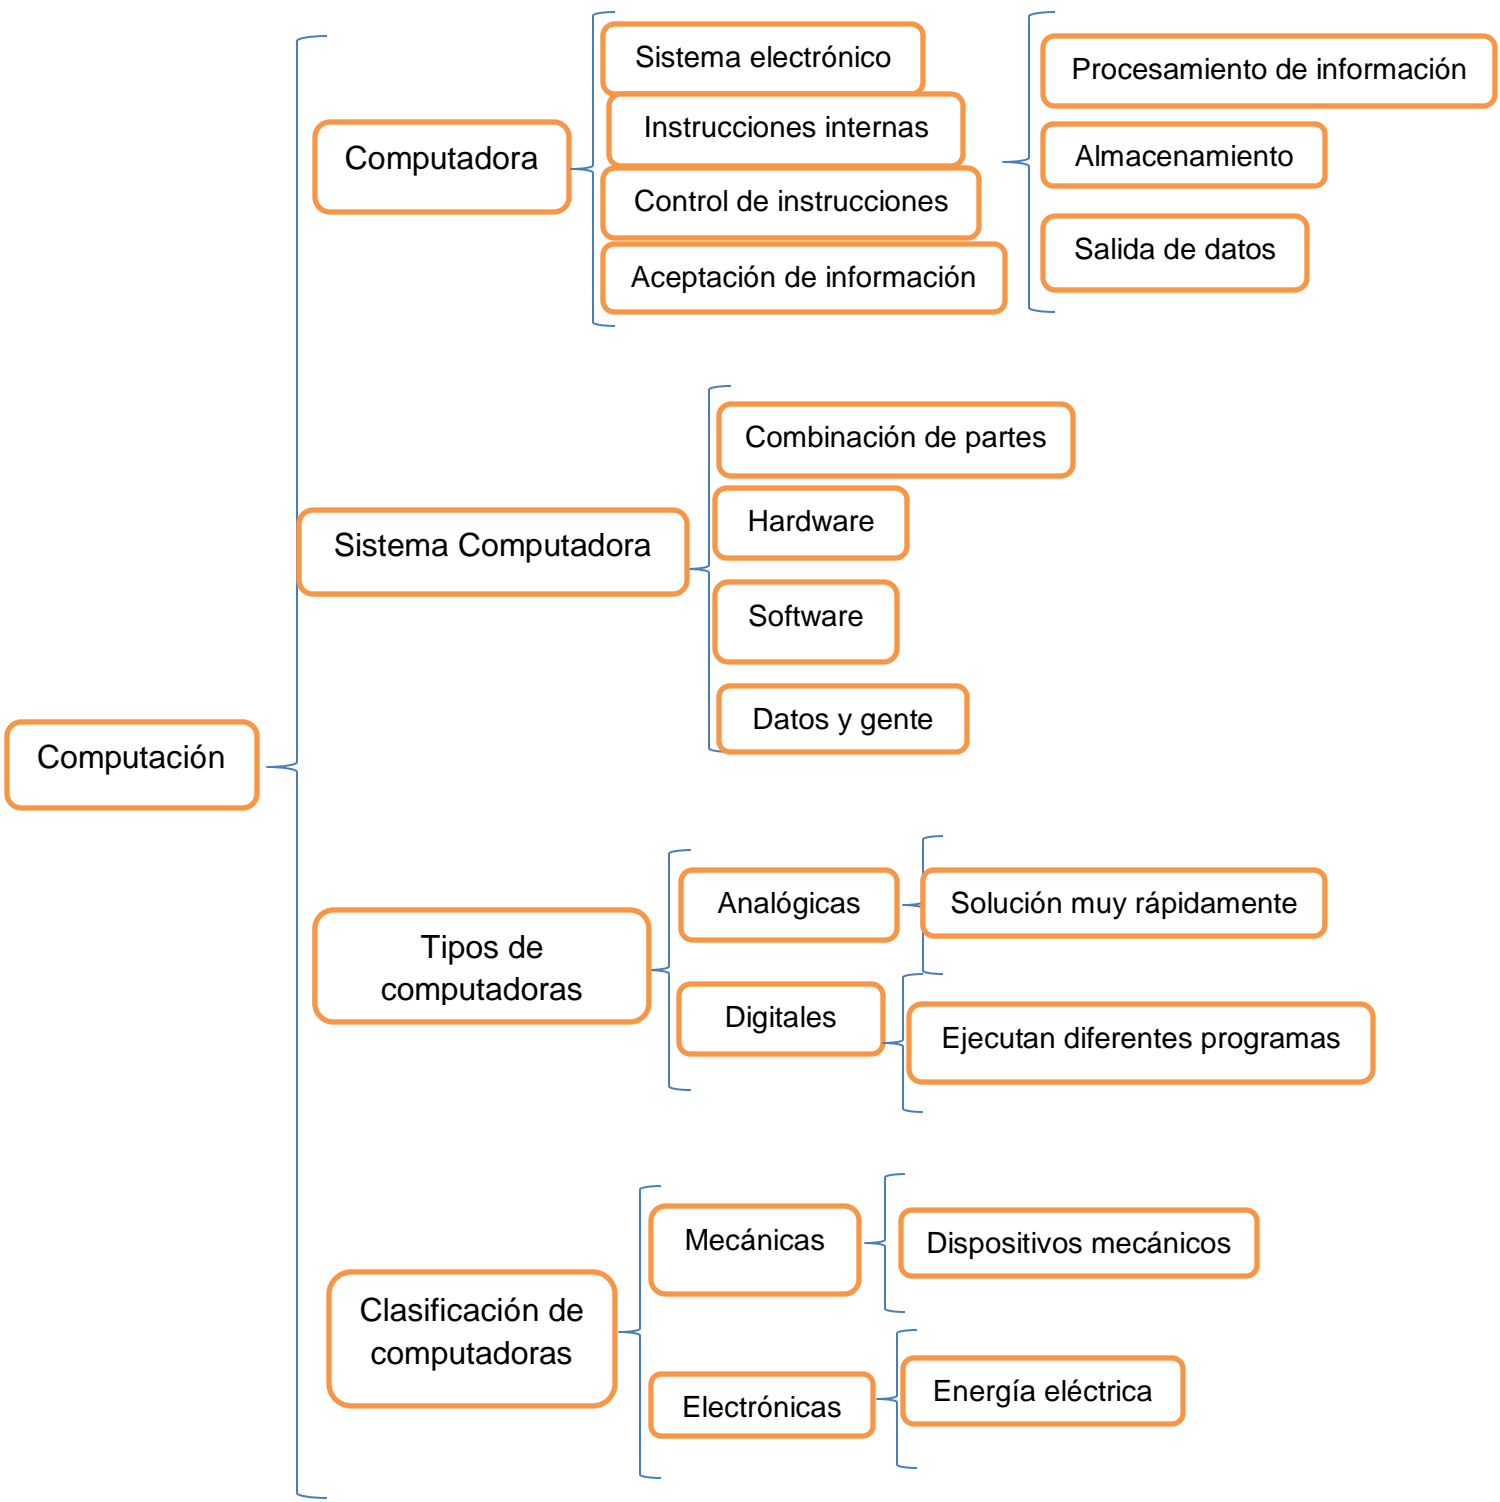 Computación
Computadora
Sistema electrónico
Instrucciones internas
Control de instrucciones
Aceptación de información
Procesamiento de información
Almacenamiento
Salida de datos
Sistema Computadora
Combinación de partes
Hardware
Software
Datos y gente
Tipos de
computadoras
Analógicas
Solución muy rápidamente
Digitales
Ejecutan diferentes programas
Clasificación de
computadoras
Mecánicas
Dispositivos mecánicos
Electrónicas
Energía eléctrica